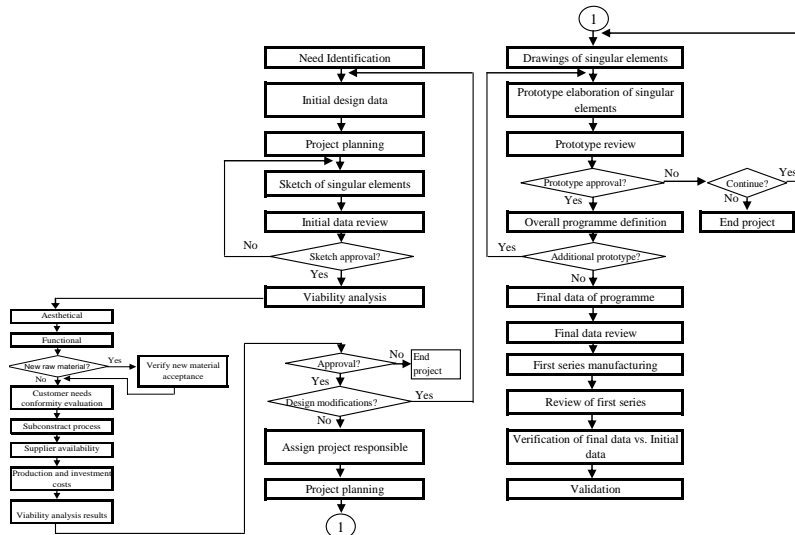 Need Identification
Initial design data
Project planning
Sketch of singular elements
Initial data review
No
Sketch approval?
Yes
Viability analysis
Aesthetical
Functional
New raw material?
Yes
Verify new material
acceptance
No
Customer needs
conformity evaluation
Subconstract process
Supplier availability
Production and investment
costs
Viability analysis results
Approval?
No
End
project
Yes
Design modifications?
Yes
No
Assign project responsible
Project planning
1
1
Drawings of singular elements
Prototype elaboration of singular
elements
Prototype review
Prototype approval?
No
Continue?
Yes
No
End project
Yes
Overall programme definition
Yes
Additional prototype?
No
Final data of programme
Final data review
First series manufacturing
Review of first series
Verification of final data vs. Initial
data
Validation